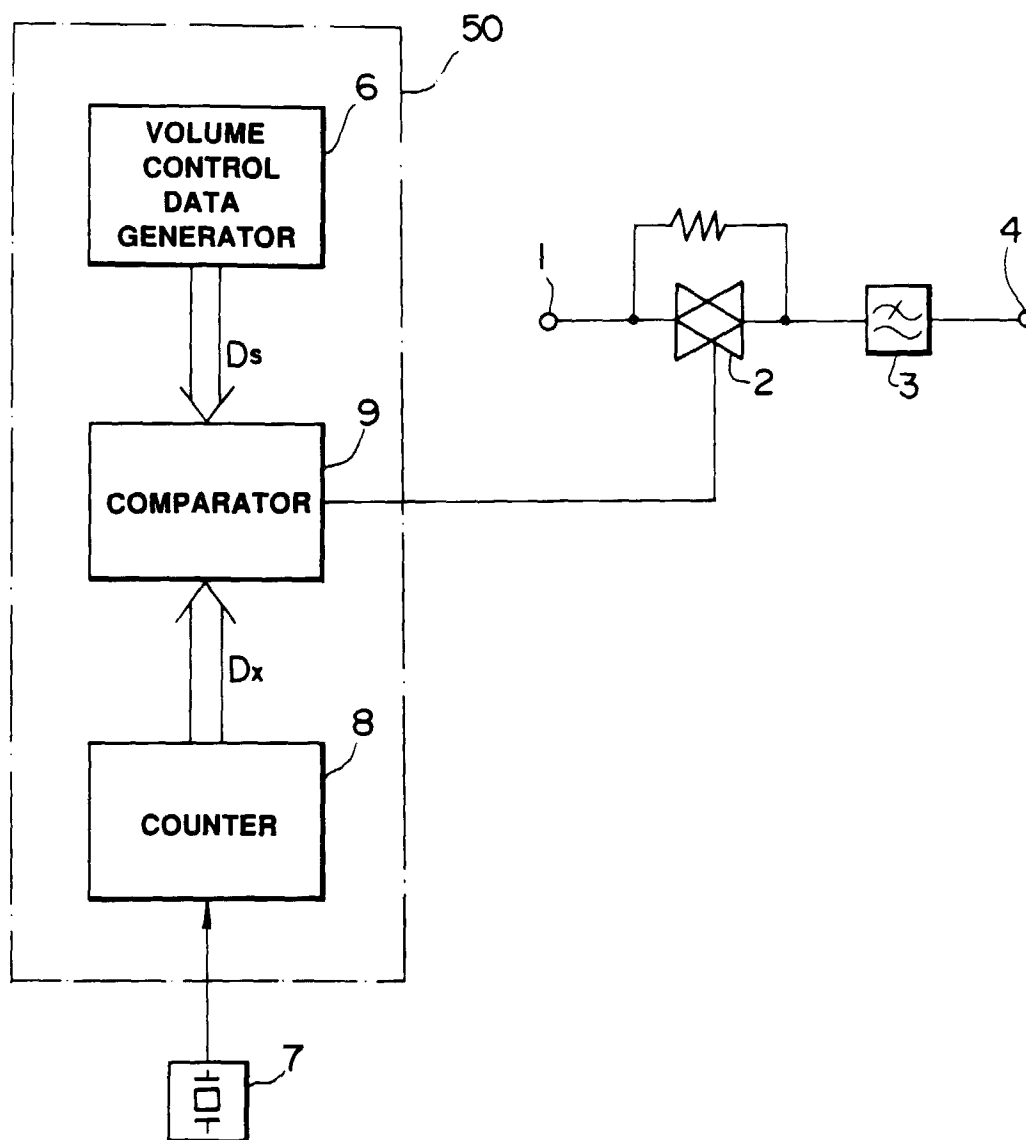 50
6
VOLUME
CONTROL
DATA
GENERATOR
Ds
1
4
2
3
9
COMPARATOR
Dx
8
COUNTER
7